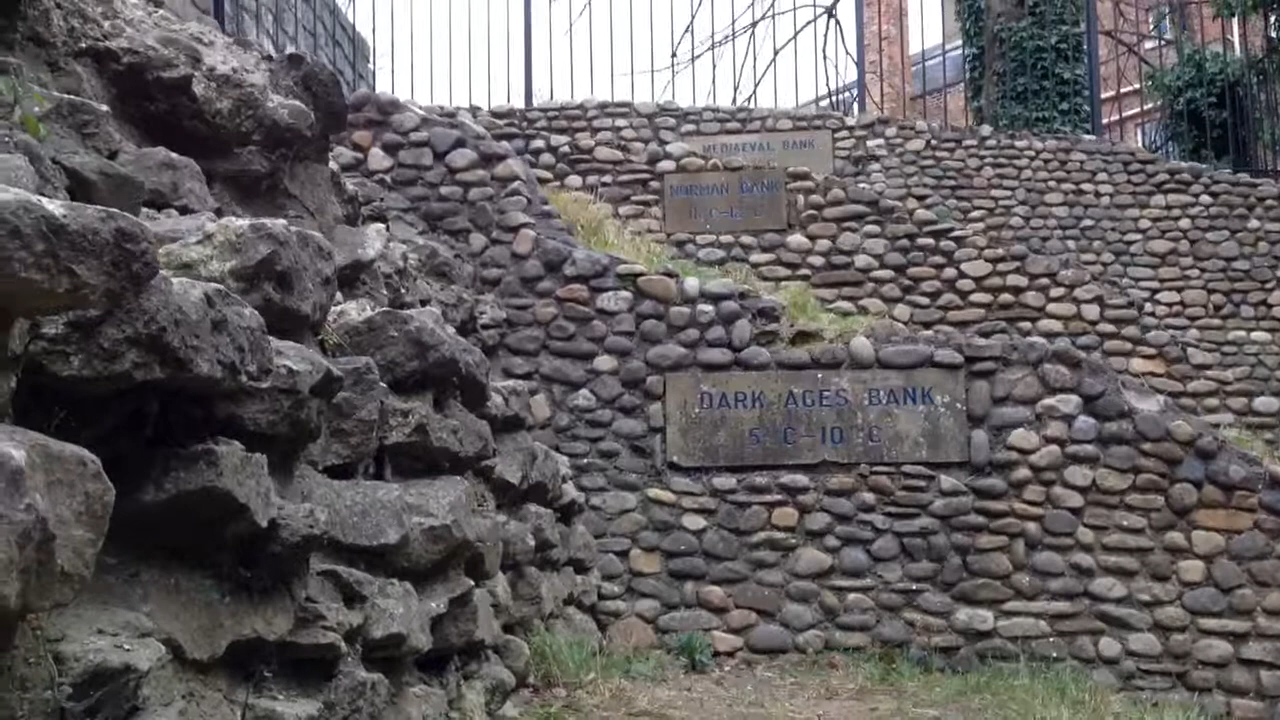 MEDIAEVAL BANK
NORMAN BANK
11 C-12 C
DARK AGES BANK
5 C-10 C